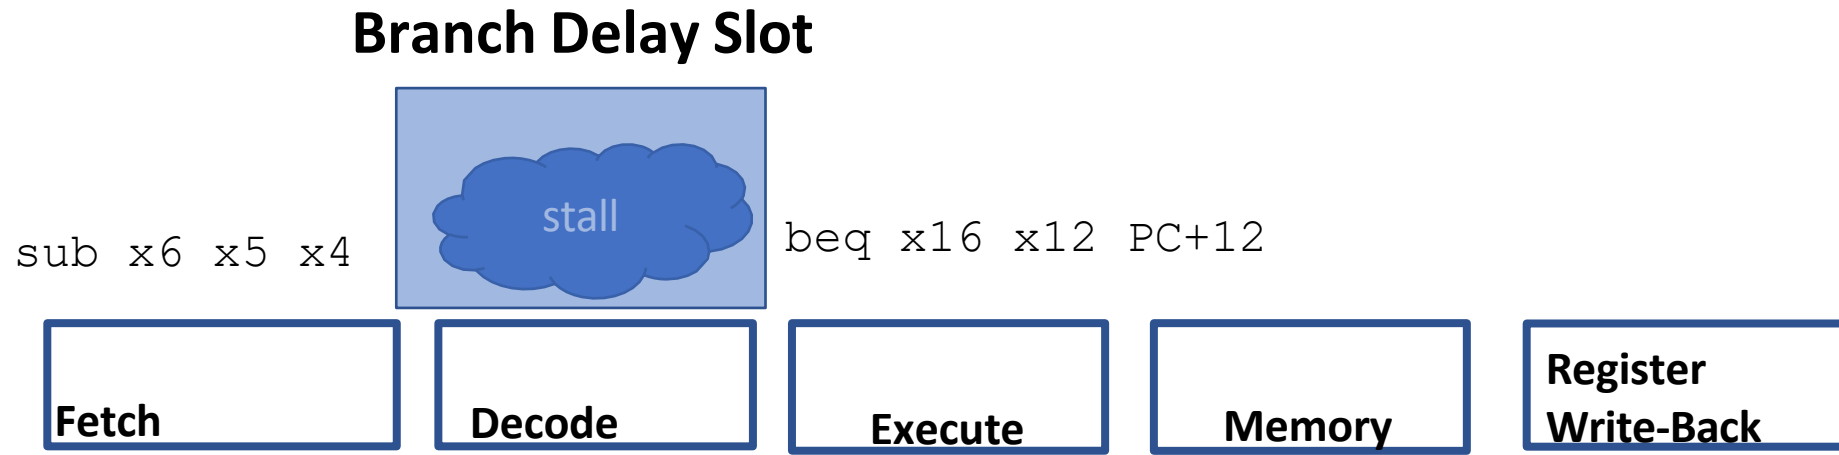 Branch Delay Slot
stall
sub x6 x5 x4
beq x16 x12 PC+12
Fetch
Decode
Execute
Memory
Register
Write-Back